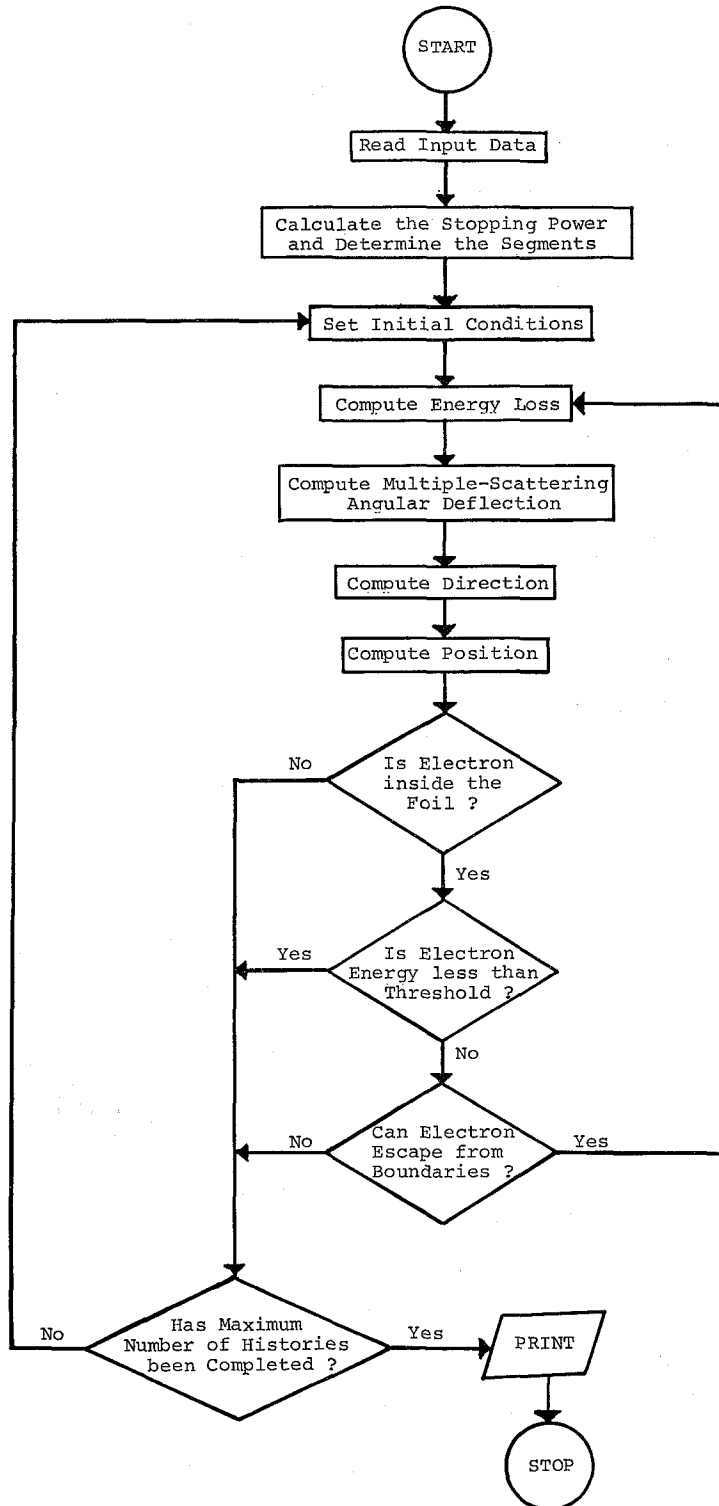 START
Read Input Data
Calculate the Stopping Power
and Determine the Segments
Set Initial Conditions
Compute Energy Loss
Compute Multiple-Scattering
Angular Deflection
Compute Direction
Compute Position
No
Is Electron
inside the
Foil ?
Yes
Yes
Is Electron
Energy less than
Threshold ?
No
No
Can Electron
Escape from
Boundaries ?
Yes
No
Has Maximum
Number of Histories
been Completed ?
Yes
PRINT
STOP